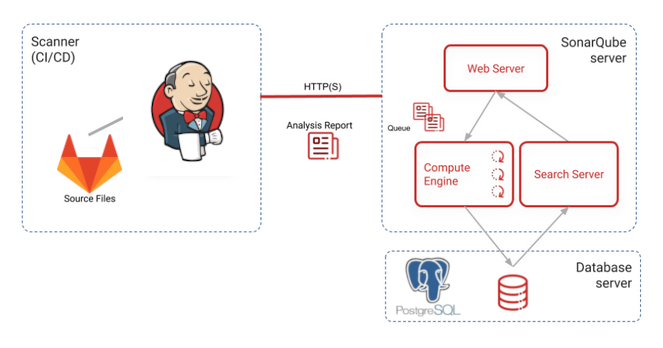 Scanner
(CI/CD)
Source Files
HTTP(S)
Analysis Report
SonarQube
server
Web Server
Queue
Compute
Engine
Search Server
PostgreSQL
Database
server